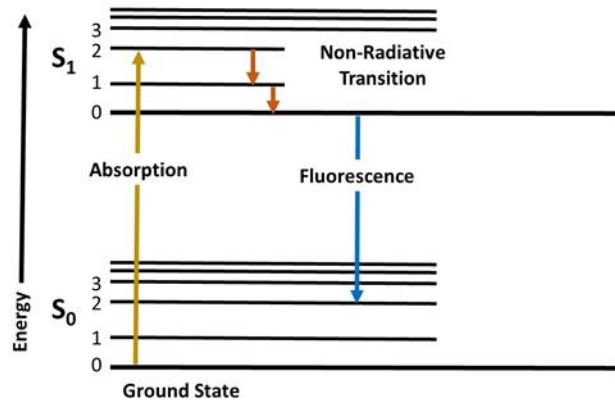 3
2
1
0
S1
Non-Radiative
Transition
Absorption
Fluorescence
3
2
1
0
S0
Energy
Ground State